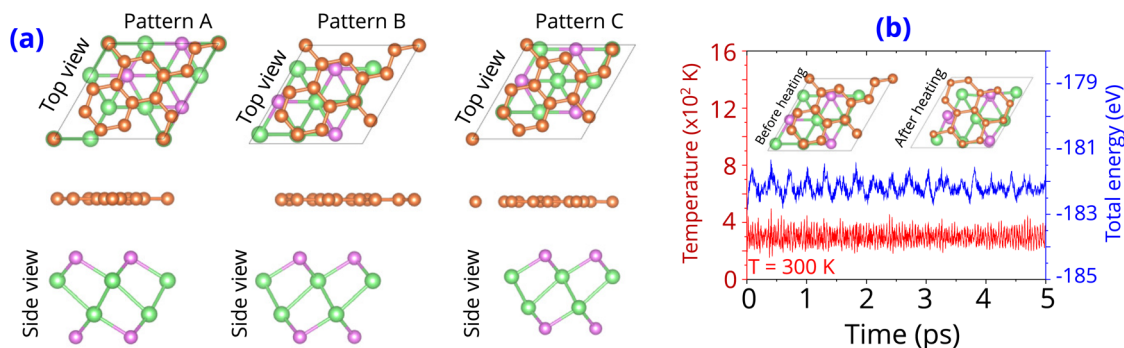 (a)
Pattern A
Pattern B
Pattern C
Top view
Top view
Top view
Side view
Side view
Side view
(b)
Temperature (x10² K)
16
12
8
4
0
Before heating
After heating
T = 300 K
0 1 2 3 4 5
Time (ps)
-179
-181
-183
-185
Total energy (eV)